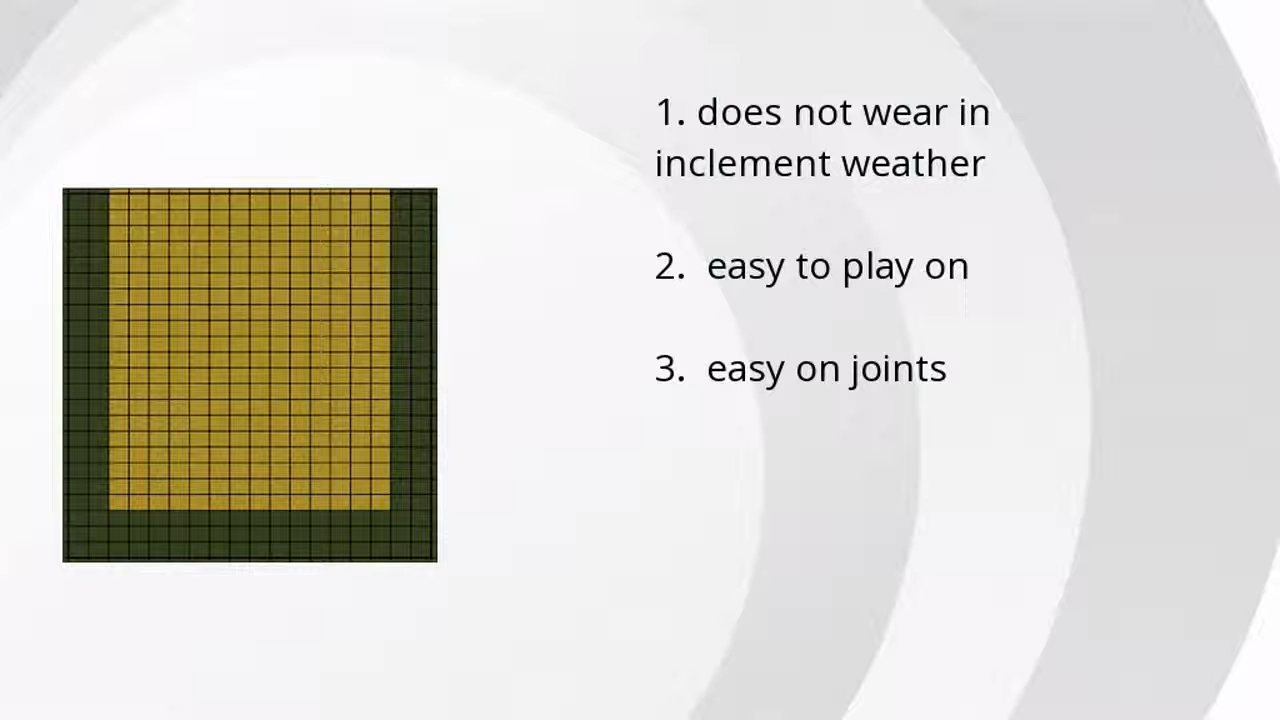 1. does not wear in
inclement weather
2.  easy to play on
3.  easy on joints